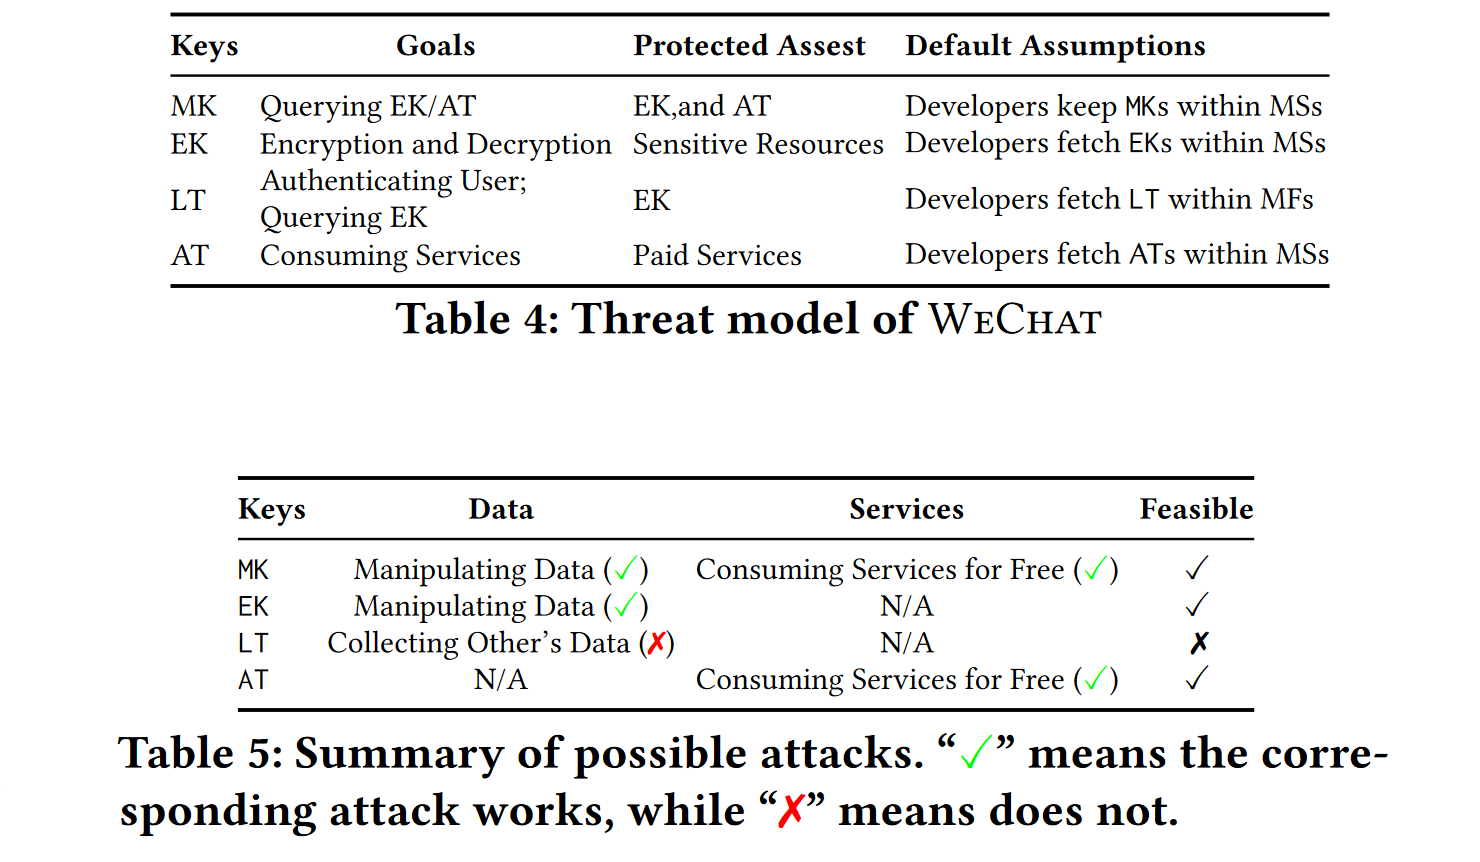 Keys Goals Protected Assest Default Assumptions
MK Querying EK/AT EK,and AT Developers keep MKs within MSs
EK Encryption and Decryption Sensitive Resources Developers fetch EKs within MSs
LT Authenticating User; Querying EK EK Developers fetch LT within MFs
AT Consuming Services Paid Services Developers fetch ATs within MSs
Table 4: Threat model of WeChat
Keys Data Services Feasible
MK Manipulating Data (✓) Consuming Services for Free (✓) ✓
EK Manipulating Data (✓) N/A ✓
LT Collecting Other’s Data (✗) N/A ✗
AT N/A Consuming Services for Free (✓) ✓
Table 5: Summary of possible attacks. “✓” means the corre-
sponding attack works, while “✗” means does not.